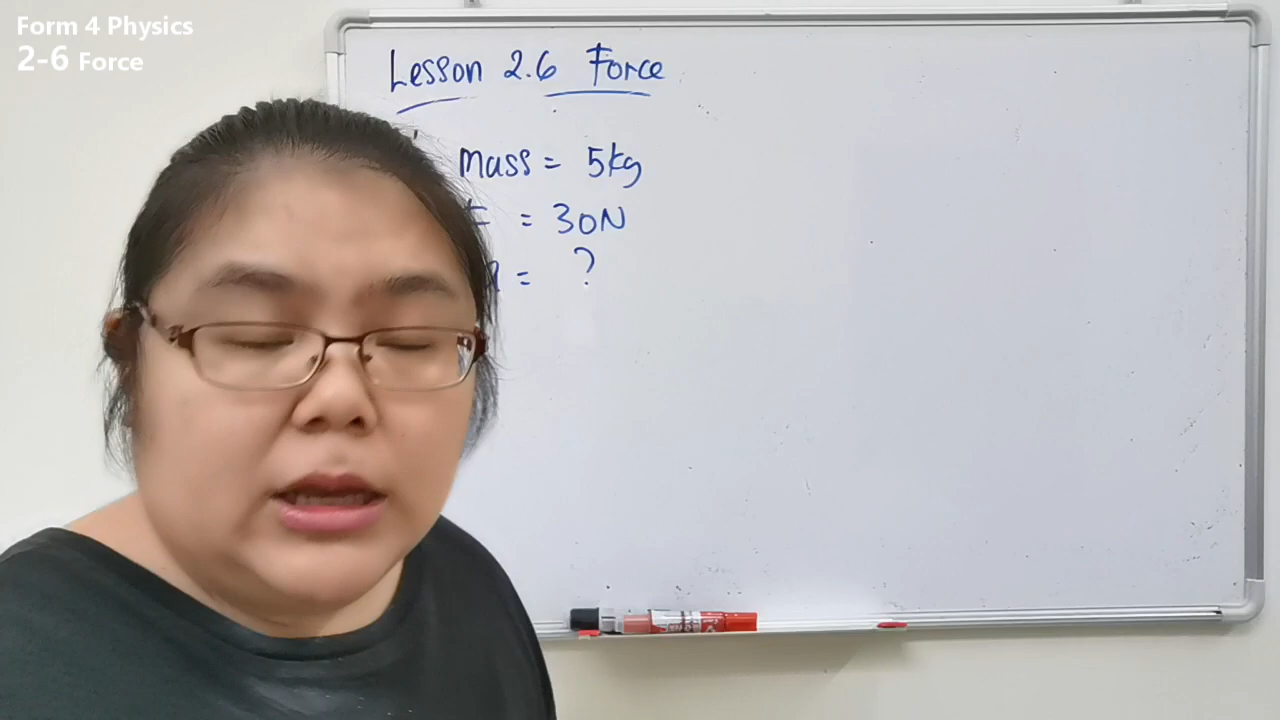 Form 4 Physics
2-6 Force
Lesson 2.6 Force
mass = 5kg
= 30N
= ?